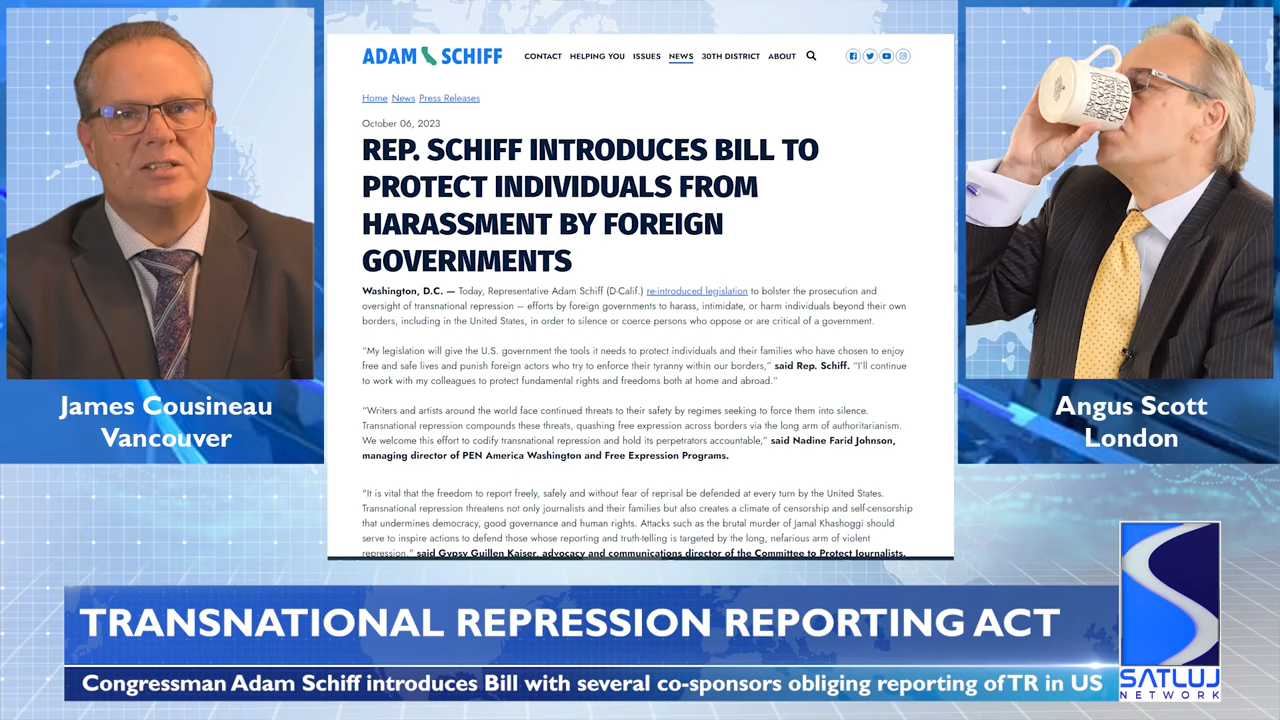 ADAM SCHIFF
CONTACT HELPING YOU ISSUES NEWS 30TH DISTRICT ABOUT
Home News Press Releases
October 06, 2023
REP. SCHIFF INTRODUCES BILL TO
PROTECT INDIVIDUALS FROM
HARASSMENT BY FOREIGN
GOVERNMENTS
Washington, D.C. — Today, Representative Adam Schiff (D-Calif.) re-introduced legislation to bolster the prosecution and
oversight of transnational repression – efforts by foreign governments to harass, intimidate, or harm individuals beyond their own
borders, including in the United States, in order to silence or coerce persons who oppose or are critical of a government.
“My legislation will give the U.S. government the tools it needs to protect individuals and their families who have chosen to enjoy
free and safe lives and punish foreign actors who try to enforce their tyranny within our borders,” said Rep. Schiff. “I’ll continue
to work with my colleagues to protect fundamental rights and freedoms both at home and abroad.”
“Writers and artists around the world face continued threats to their safety by regimes seeking to force them into silence.
Transnational repression compounds these threats, quashing free expression across borders via the long arm of authoritarianism.
We welcome this effort to codify transnational repression and hold its perpetrators accountable,” said Nadine Farid Johnson,
managing director of PEN America Washington and Free Expression Programs.
"It is vital that the freedom to report freely, safely and without fear of reprisal be defended at every turn by the United States.
Transnational repression threatens not only journalists and their families but also creates a climate of censorship and self-censorship
that undermines democracy, good governance and human rights. Attacks such as the brutal murder of Jamal Khashoggi should
serve to inspire actions to defend those whose reporting and truth-telling is targeted by the long, nefarious arm of violent
repression," said Gypsy Guillen Kaiser, advocacy and communications director of the Committee to Protect Journalists.
James Cousineau
Vancouver
Angus Scott
London
TRANSNATIONAL REPRESSION REPORTING ACT
Congressman Adam Schiff introduces Bill with several co-sponsors obliging reporting of TR in US
SATLUJ
NETWORK